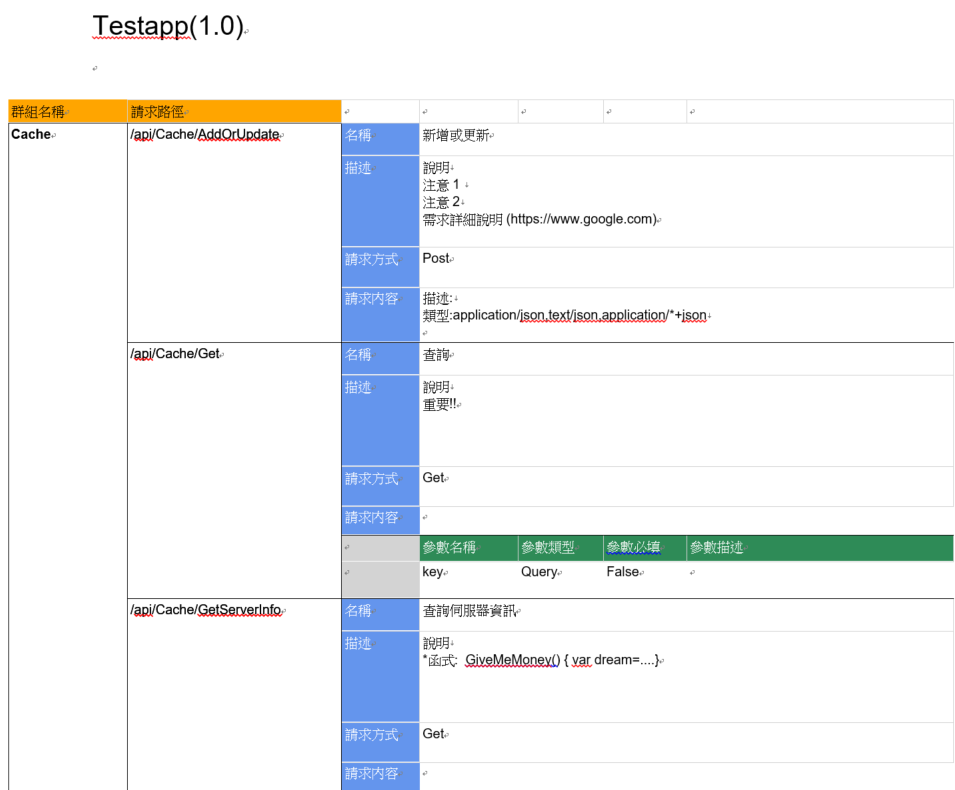 Testapp(1.0)
群組名稱 請求路徑
Cache /api/Cache/AddOrUpdate 名稱 新增或更新
描述 說明
注意 1
注意 2
需求詳細說明 (https://www.google.com)
請求方式 Post
請求內容 描述:
類型:application/json,text/json,application/*+json
/api/Cache/Get 名稱 查詢
描述 說明
重要!!
請求方式 Get
請求內容
參數名稱 參數類型 參數必填 參數描述
key Query False
/api/Cache/GetServerInfo 名稱 查詢伺服器資訊
描述 說明
*函式: GiveMeMoney() { var dream=....}
請求方式 Get
請求內容